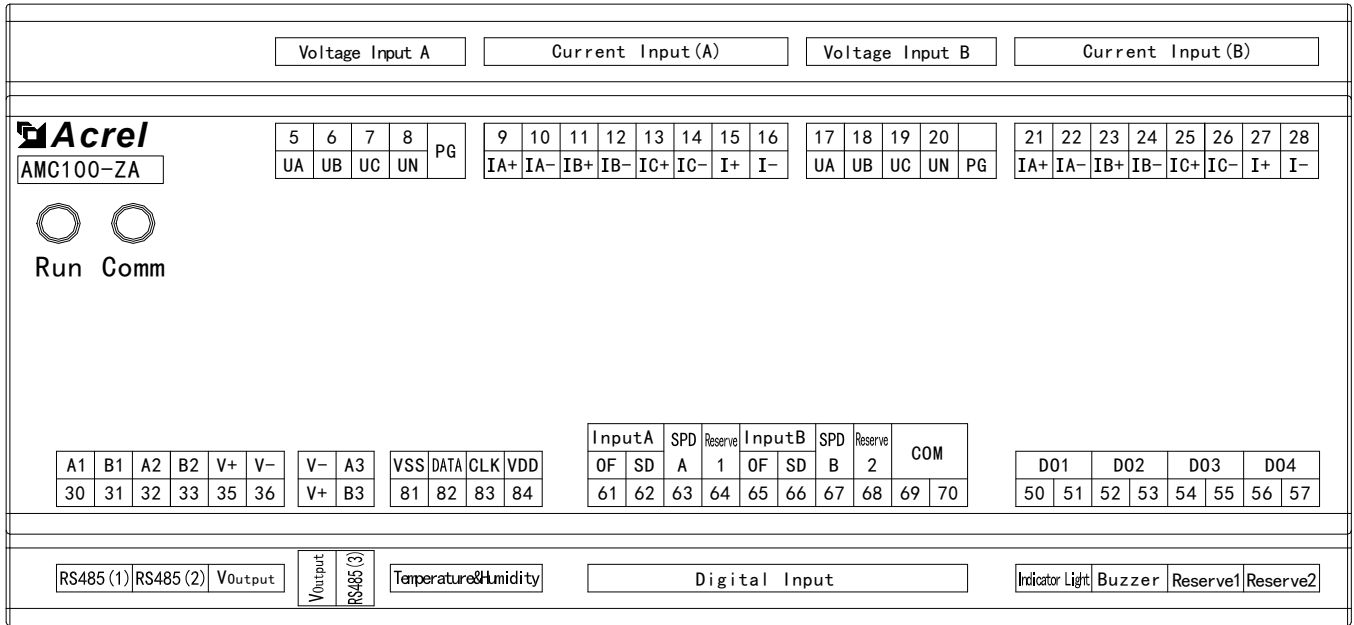 Voltage Input A Current Input(A) Voltage Input B Current Input(B)
Acrel
AMC100-ZA
5 6 7 8 PG 9 10 11 12 13 14 15 16 17 18 19 20 21 22 23 24 25 26 27 28
UA UB UC UN IA+ IA- IB+ IB- IC+ IC- I+ I- UA UB UC UN PG IA+ IA- IB+ IB- IC+ IC- I+ I-
Run Comm
InputA SPD Reserve InputB SPD Reserve COM
A1 B1 A2 B2 V+ V- V- A3 VSS DATA CLK VDD OF SD A 1 OF SD B 2 DO1 DO2 DO3 DO4
30 31 32 33 35 36 V+ B3 81 82 83 84 61 62 63 64 65 66 67 68 69 70 50 51 52 53 54 55 56 57
RS485(1) RS485(2) VOutput VOutput RS485(3) Temperature&Humidity Digital Input Indicator Light Buzzer Reserve1 Reserve2